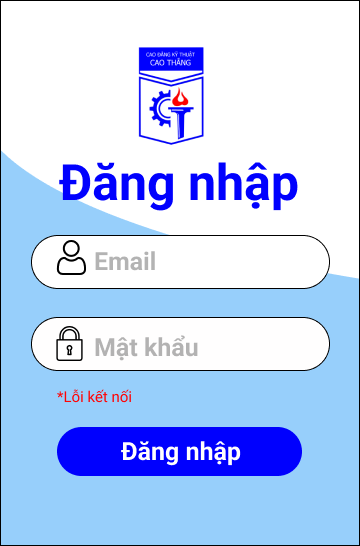 CAO ĐẲNG KỸ THUẬT
CAO THẮNG
Đăng nhập
Email
Mật khẩu
*Lỗi kết nối
Đăng nhập